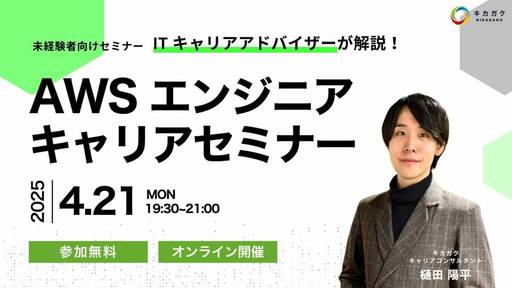 キカガク
KIKAGAKU
未経験者向けセミナー ITキャリアアドバイザーが解説！
AWS エンジニア
キャリアセミナー
2025
4.21 MON
19:30~21:00
参加無料
オンライン開催
キカガク
キャリアコンサルタント
樋田 陽平